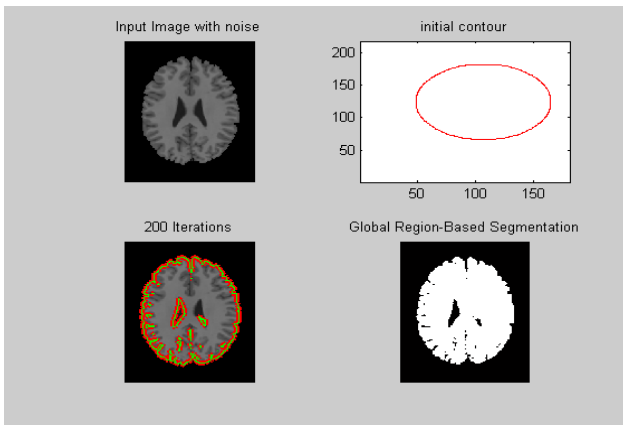 Input Image with noise
initial contour
200
150
100
50
50 100 150
200 Iterations
Global Region-Based Segmentation